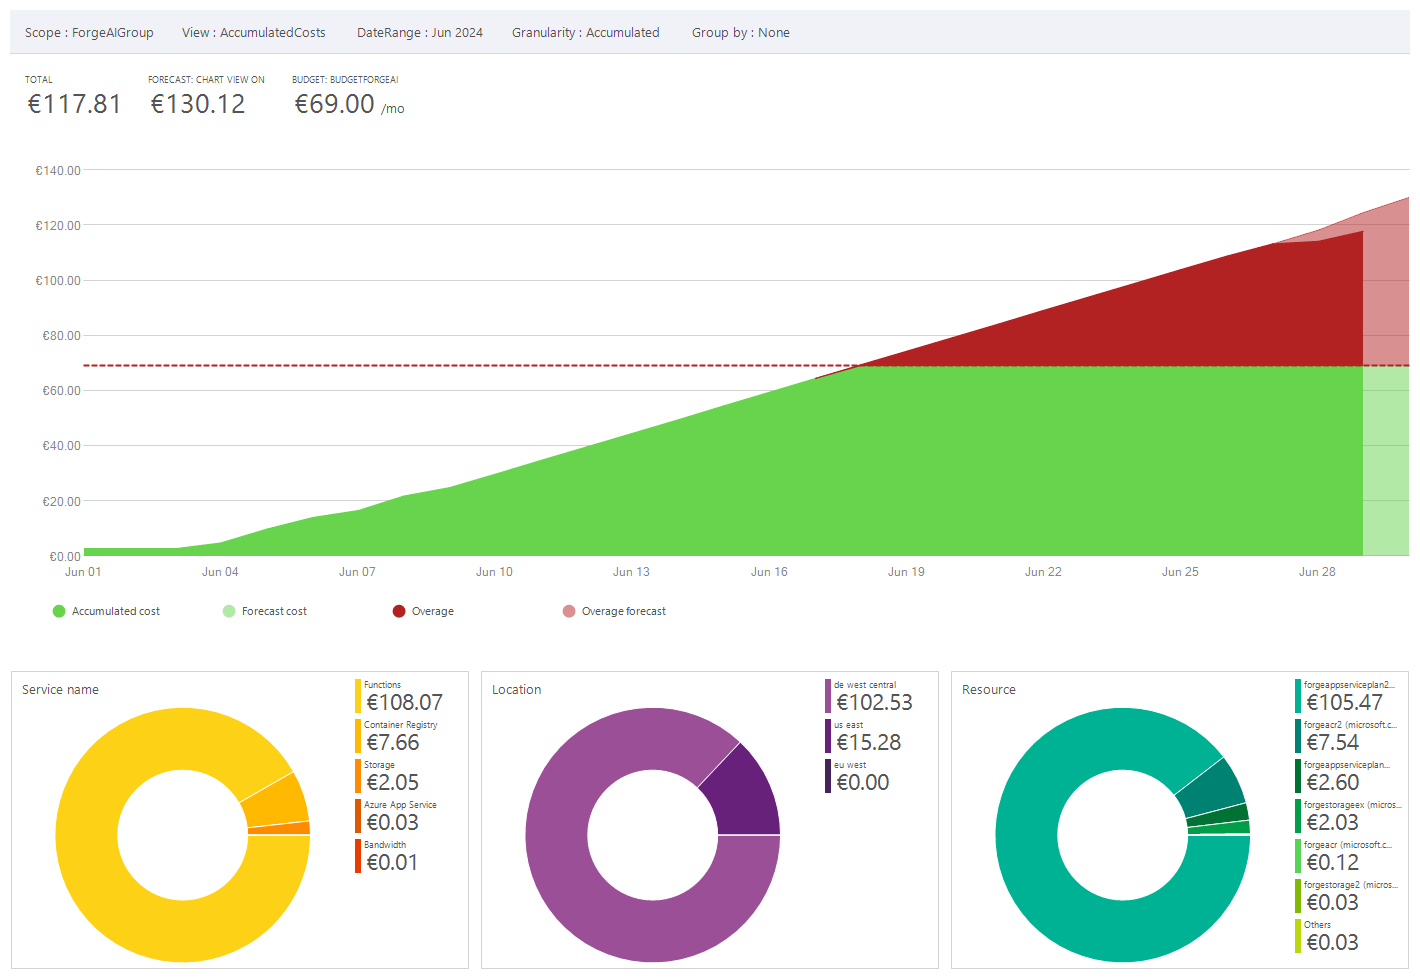 Scope : ForgeAIGroup View : AccumulatedCosts DateRange : Jun 2024 Granularity : Accumulated Group by : None
TOTAL FORECAST: CHART VIEW ON BUDGET: BUDGETFORGEAI
€117.81 €130.12 €69.00 /mo
€140.00
€120.00
€100.00
€80.00
€60.00
€40.00
€20.00
€0.00
Jun 01 Jun 04 Jun 07 Jun 10 Jun 13 Jun 16 Jun 19 Jun 22 Jun 25 Jun 28
Accumulated cost Forecast cost Overage Overage forecast
Service name
Functions
€108.07
Container Registry
€7.66
Storage
€2.05
Azure App Service
€0.03
Bandwidth
€0.01
Location
de west central
€102.53
us east
€15.28
eu west
€0.00
Resource
forgeappserviceplan2...
€105.47
forgeacr2 (microsoft.c...
€7.54
forgeappserviceplan...
€2.60
forgestorageex (micros...
€2.03
forgeacr (microsoft.c...
€0.12
forgestorage2 (micros...
€0.03
Others
€0.03